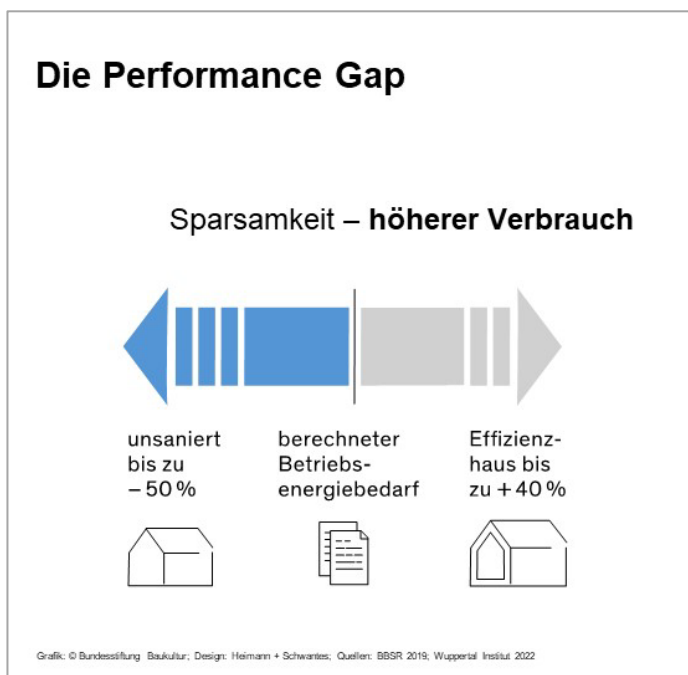 Die Performance Gap
Sparsamkeit – höherer Verbrauch
unsaniert
bis zu
– 50 %
berechneter
Betriebs-
energiebedarf
Effizienz-
haus bis
zu + 40 %
Grafik: © Bundesstiftung Baukultur; Design: Heimann + Schwantes; Quellen: BBSR 2019; Wuppertal Institut 2022